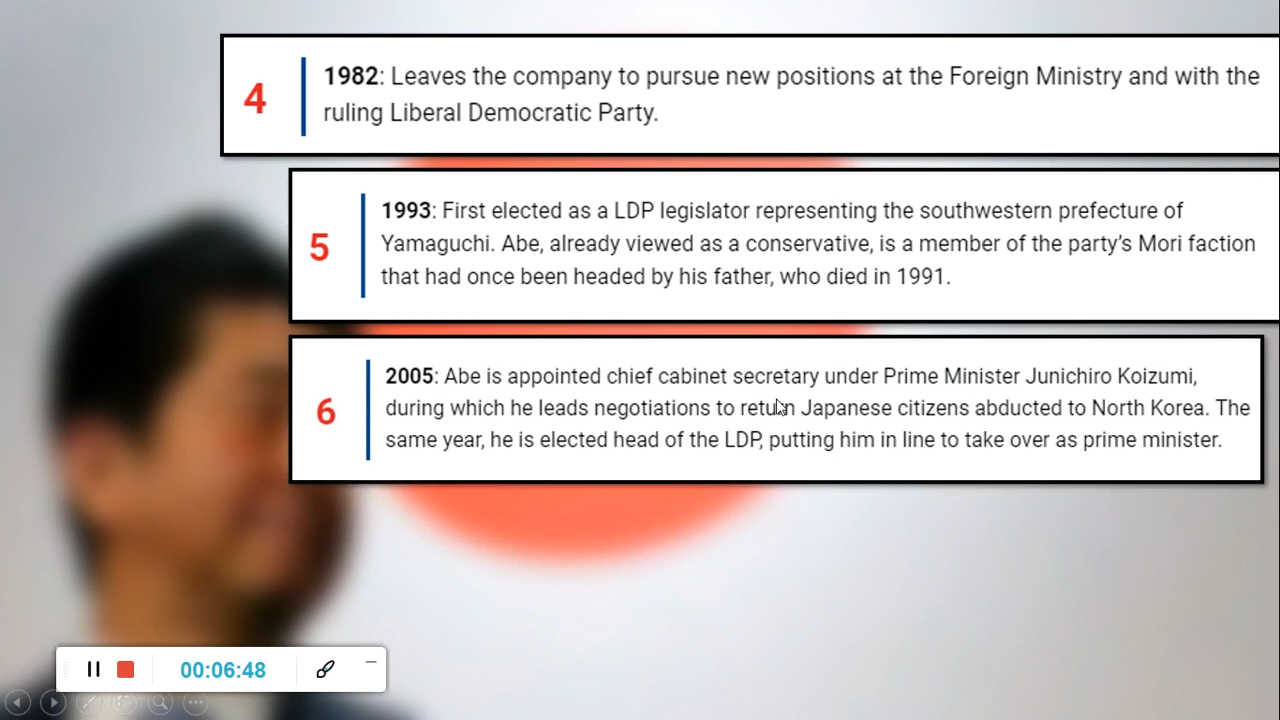 4
1982: Leaves the company to pursue new positions at the Foreign Ministry and with the
ruling Liberal Democratic Party.
5
1993: First elected as a LDP legislator representing the southwestern prefecture of
Yamaguchi. Abe, already viewed as a conservative, is a member of the party's Mori faction
that had once been headed by his father, who died in 1991.
6
2005: Abe is appointed chief cabinet secretary under Prime Minister Junichiro Koizumi,
during which he leads negotiations to return Japanese citizens abducted to North Korea. The
same year, he is elected head of the LDP, putting him in line to take over as prime minister.
00:06:48